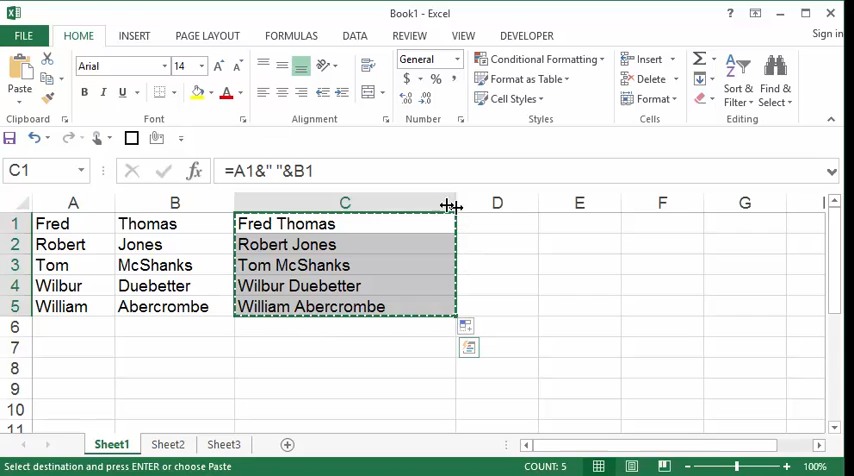 Book1 - Excel
?
Sign in
FILE HOME INSERT PAGE LAYOUT FORMULAS DATA REVIEW VIEW DEVELOPER
Paste
Clipboard
Arial 14
B I U
A A A
Font
Alignment
General
$ % ,
.00
.00
Number
Conditional Formatting
Format as Table
Cell Styles
Styles
Insert
Delete
Format
Cells
Sort & Filter
Find & Select
Editing
C1 fx =A1&" "&B1
A B C D E F G
1 Fred Thomas Fred Thomas
2 Robert Jones Robert Jones
3 Tom McShanks Tom McShanks
4 Wilbur Duebetter Wilbur Duebetter
5 William Abercrombe William Abercrombe
6
7
8
9
10
11
Sheet1 Sheet2 Sheet3
Select destination and press ENTER or choose Paste COUNT: 5 100%